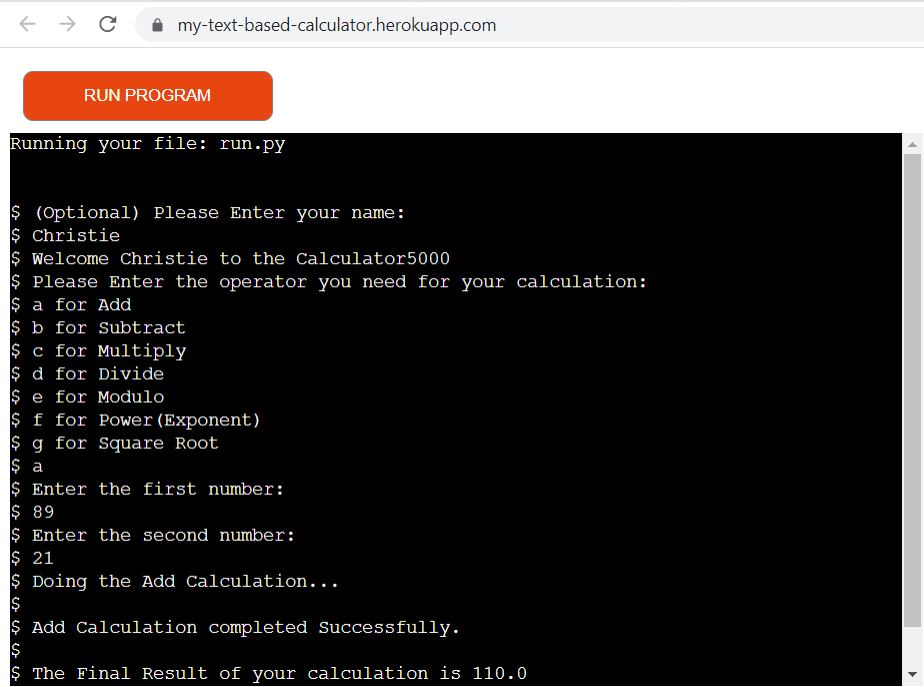 my-text-based-calculator.herokuapp.com
RUN PROGRAM
Running your file: run.py
$ (Optional) Please Enter your name:
$ Christie
$ Welcome Christie to the Calculator5000
$ Please Enter the operator you need for your calculation:
$ a for Add
$ b for Subtract
$ c for Multiply
$ d for Divide
$ e for Modulo
$ f for Power(Exponent)
$ g for Square Root
$ a
$ Enter the first number:
$ 89
$ Enter the second number:
$ 21
$ Doing the Add Calculation...
$
$ Add Calculation completed Successfully.
$
$ The Final Result of your calculation is 110.0